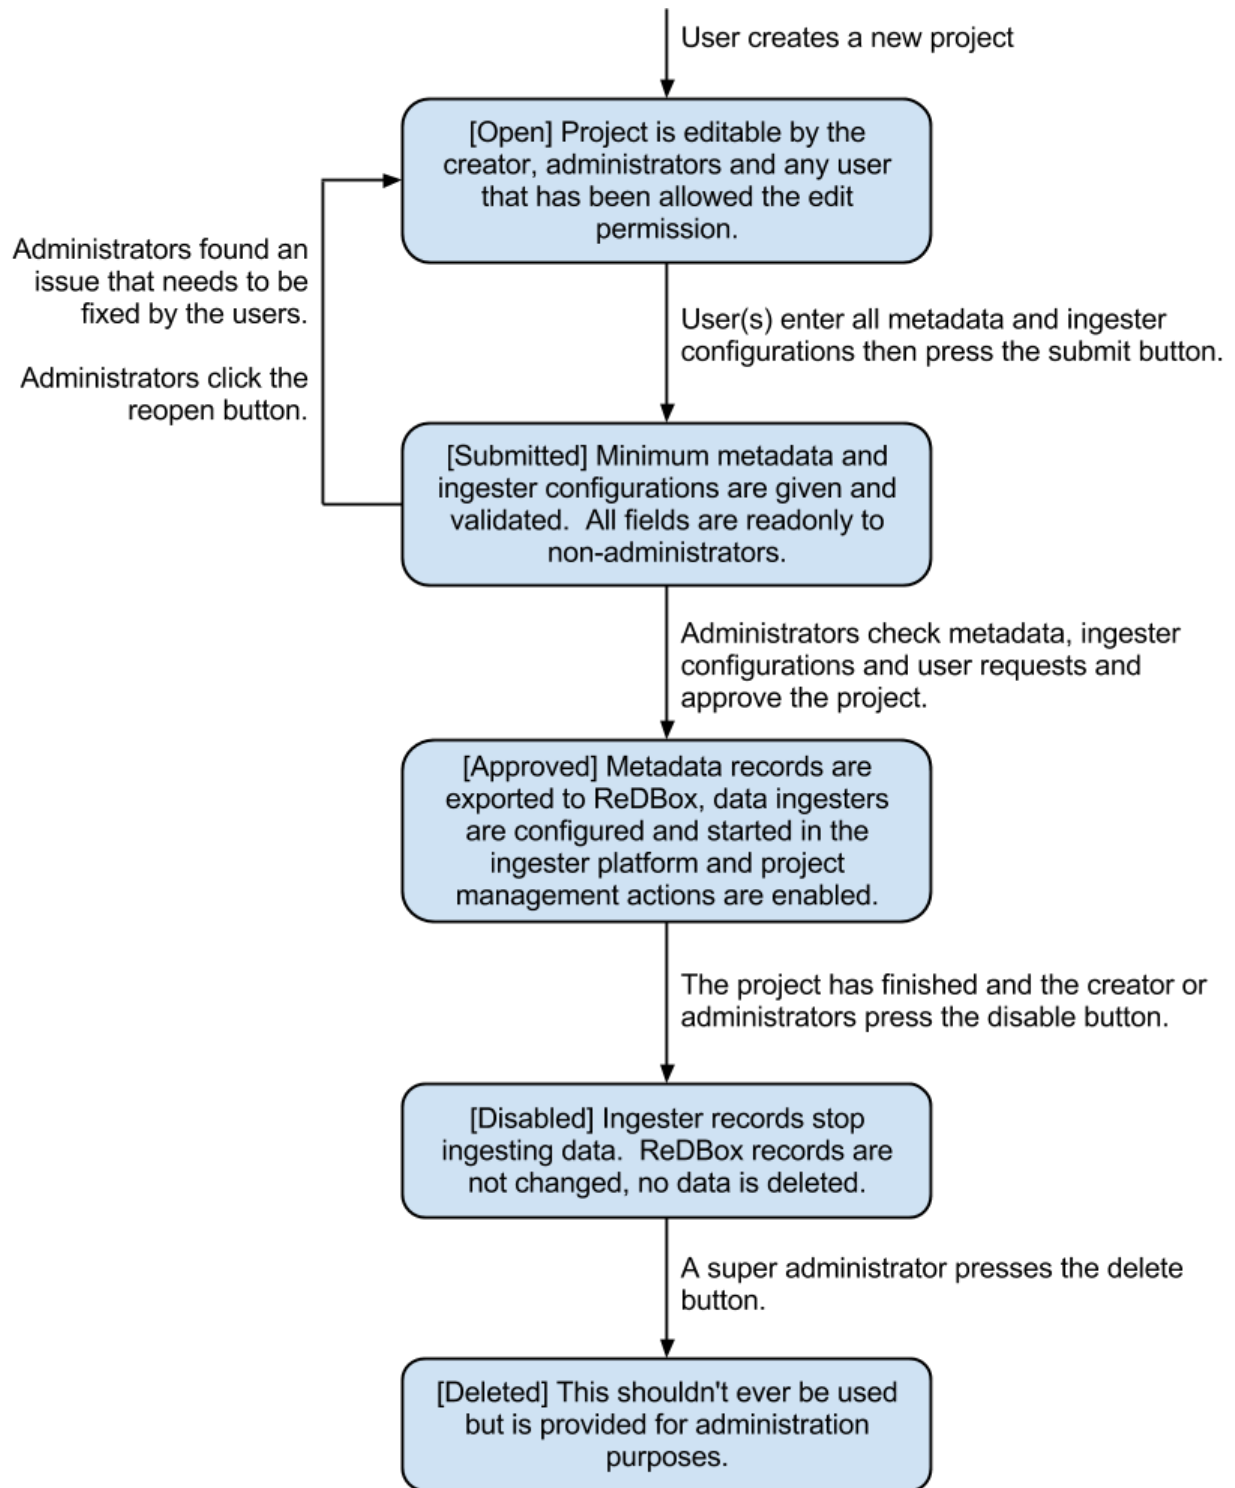 User creates a new project
[Open] Project is editable by the
creator, administrators and any user
that has been allowed the edit
permission.
Administrators found an
issue that needs to be
fixed by the users.
Administrators click the
reopen button.
User(s) enter all metadata and ingester
configurations then press the submit button.
[Submitted] Minimum metadata and
ingester configurations are given and
validated.  All fields are readonly to
non-administrators.
Administrators check metadata, ingester
configurations and user requests and
approve the project.
[Approved] Metadata records are
exported to ReDBox, data ingesters
are configured and started in the
ingester platform and project
management actions are enabled.
The project has finished and the creator or
administrators press the disable button.
[Disabled] Ingester records stop
ingesting data.  ReDBox records are
not changed, no data is deleted.
A super administrator presses the delete
button.
[Deleted] This shouldn't ever be used
but is provided for administration
purposes.